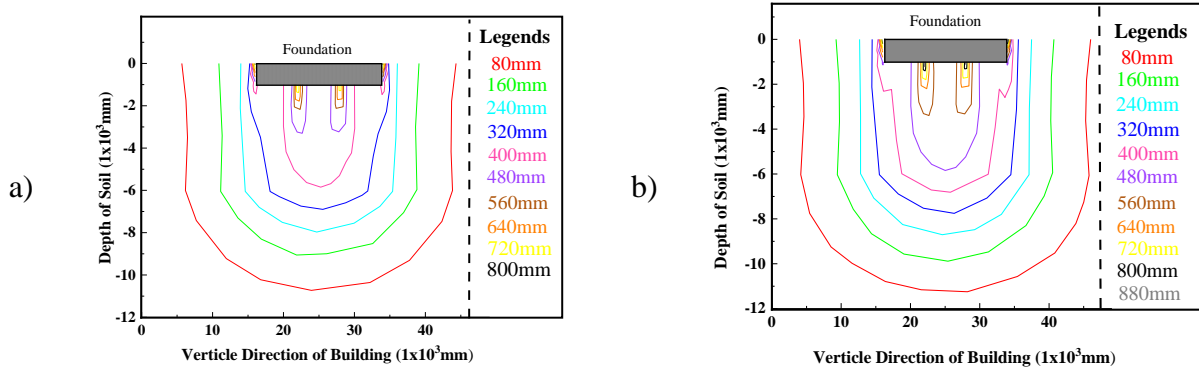 a)
Foundation
Legends
80mm
160mm
240mm
320mm
400mm
480mm
560mm
640mm
720mm
800mm
0
-2
-4
-6
-8
-10
-12
Depth of Soil (1x10³mm)
0 10 20 30 40
Verticle Direction of Building (1x10³mm)
b)
Foundation
Legends
80mm
160mm
240mm
320mm
400mm
480mm
560mm
640mm
720mm
800mm
880mm
0
-2
-4
-6
-8
-10
-12
Depth of Soil (1x10³mm)
0 10 20 30 40
Verticle Direction of Building (1x10³mm)